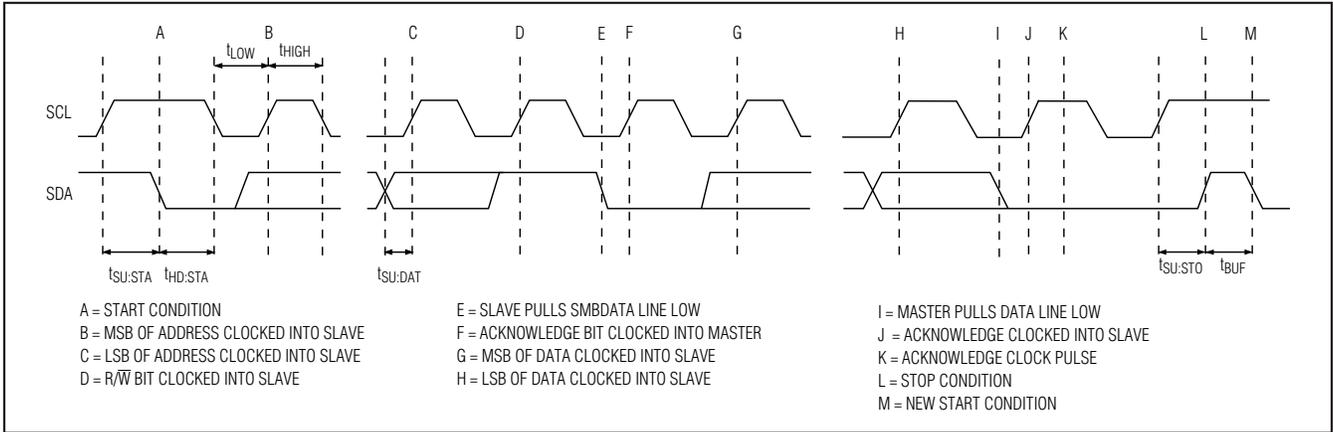 A B C D E F G H I J K L M
tLOW tHIGH
SCL
SDA
tSU:STA tHD:STA tSU:DAT tSU:STO tBUF
A = START CONDITION
B = MSB OF ADDRESS CLOCKED INTO SLAVE
C = LSB OF ADDRESS CLOCKED INTO SLAVE
D = R/W̅ BIT CLOCKED INTO SLAVE
E = SLAVE PULLS SMBDATA LINE LOW
F = ACKNOWLEDGE BIT CLOCKED INTO MASTER
G = MSB OF DATA CLOCKED INTO SLAVE
H = LSB OF DATA CLOCKED INTO SLAVE
I = MASTER PULLS DATA LINE LOW
J = ACKNOWLEDGE CLOCKED INTO SLAVE
K = ACKNOWLEDGE CLOCK PULSE
L = STOP CONDITION
M = NEW START CONDITION